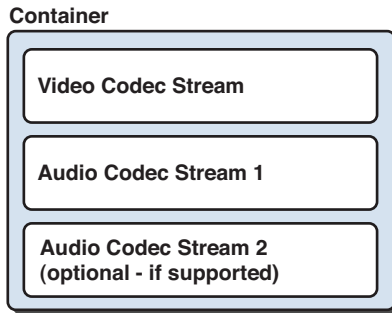 Container
Video Codec Stream
Audio Codec Stream 1
Audio Codec Stream 2
(optional - if supported)